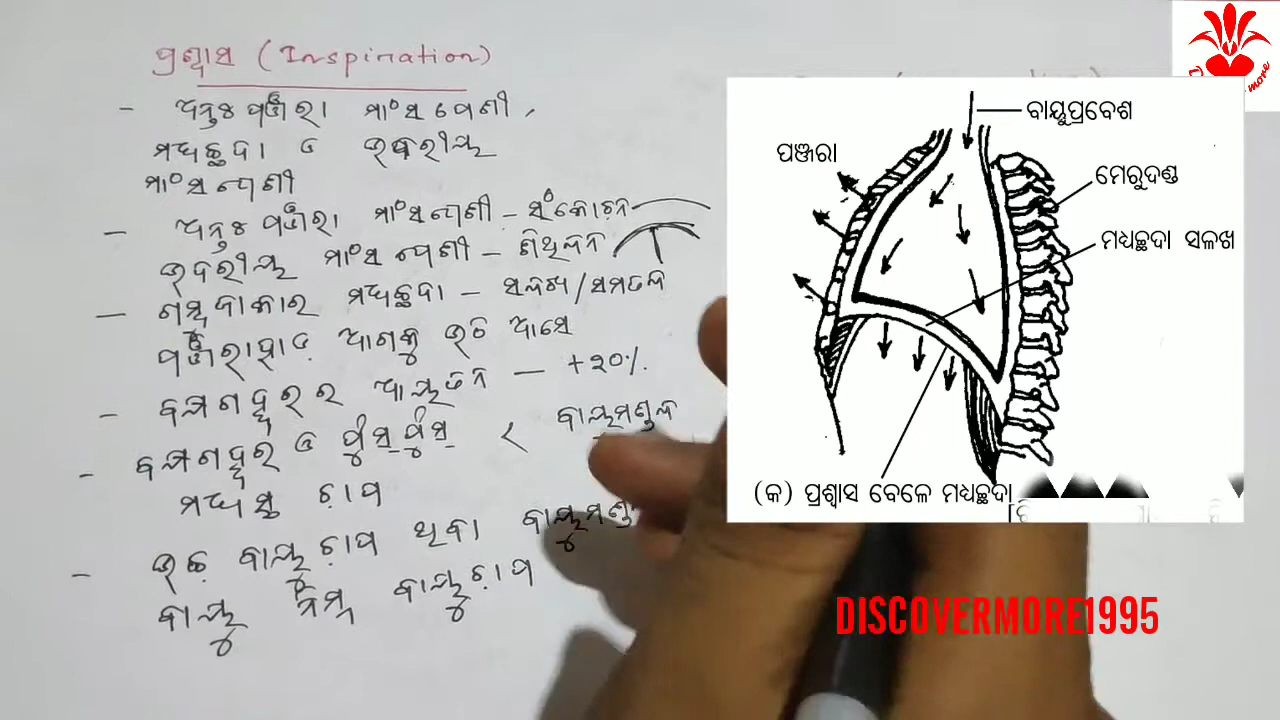 ପ୍ରଶ୍ୱାସ (Inspiration)
- ଅନ୍ତଃ ପଞ୍ଜରା ମାଂସପେଶୀ,
ମଧ୍ୟଚ୍ଛଦା ଓ ଉଦରୀୟ
ମାଂସପେଶୀ
- ଅନ୍ତଃ ପଞ୍ଜରା ମାଂସପେଶୀ - ସଂକୋଚନ
ଉଦରୀୟ ମାଂସପେଶୀ - ଶିଥିଳନ
- ଗମ୍ବୁଜାକାର ମଧ୍ୟଚ୍ଛଦା - ସଳଖ/ସମତଳ
ପଞ୍ଜରାହାଡ଼ ଆଗକୁ ଉଠି ଆସେ
- ବକ୍ଷଗହ୍ୱରର ଆୟତନ - +୨୦%
- ବକ୍ଷଗହ୍ୱର ଓ ଫୁସ୍ଫୁସ୍ < ବାୟୁମଣ୍ଡଳ
ମଧ୍ୟସ୍ଥ ଚାପ
- ଉଚ୍ଚ ବାୟୁଚାପ ଥିବା ବାୟୁମଣ୍ଡ
ବାୟୁ ନିମ୍ନ ବାୟୁଚାପ
ବାୟୁପ୍ରବେଶ
ପଞ୍ଜରା
ମେରୁଦଣ୍ଡ
ମଧ୍ୟଚ୍ଛଦା ସଳଖ
(କ) ପ୍ରଶ୍ୱାସ ବେଳେ ମଧ୍ୟଚ୍ଛଦା
more
DISCOVERMORE1995